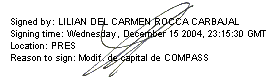 Signed by: LILIAN DEL CARMEN ROCCA CARBAJAL
Signing time: Wednesday, December 15 2004, 23:15:30 GMT
Location: PRES
Reason to sign: Modif. de capital de COMPASS